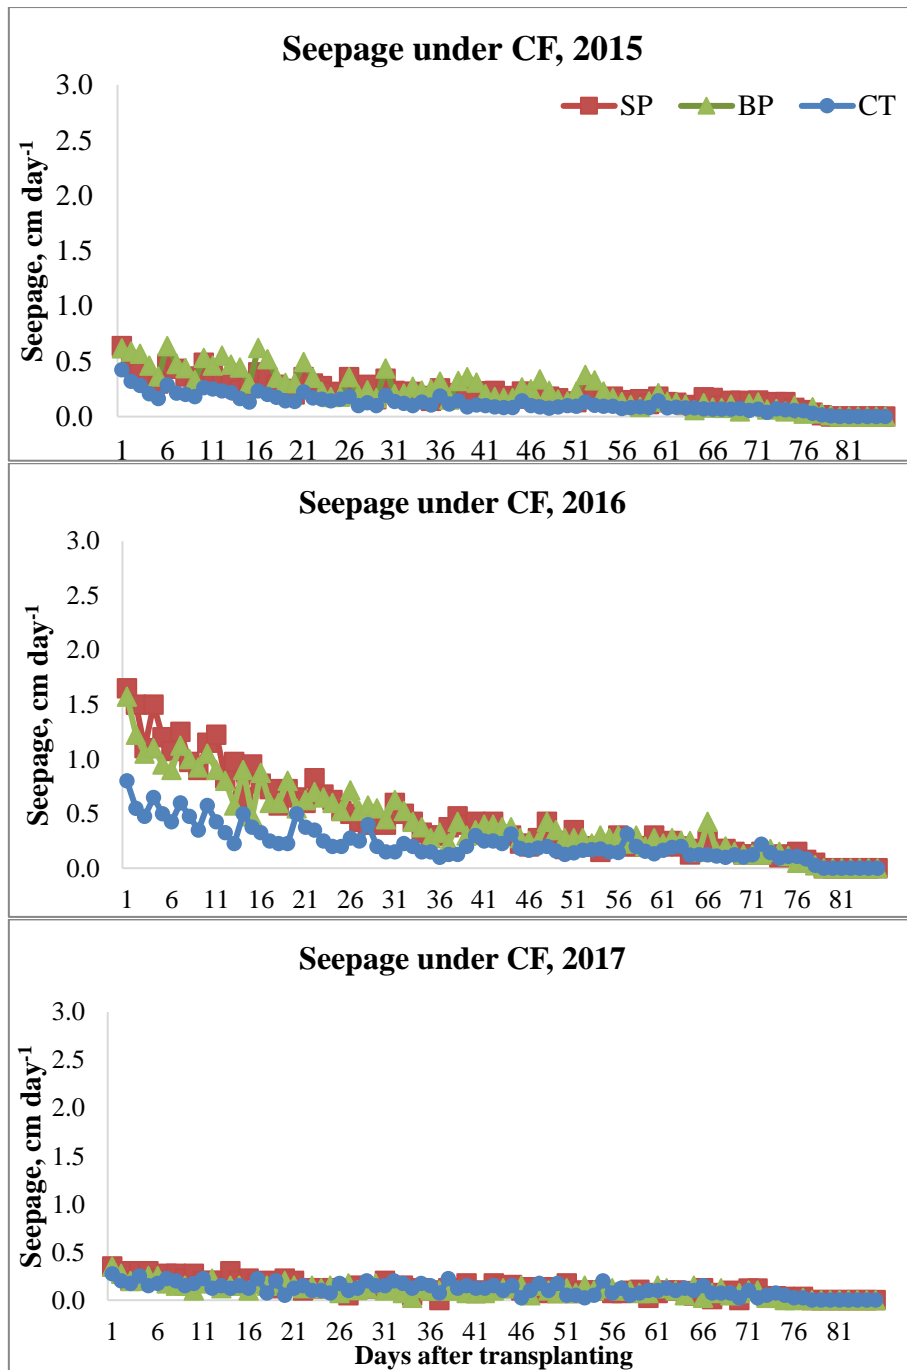 Seepage under CF, 2015
SP BP CT
Seepage, cm day-1
3.0
2.5
2.0
1.5
1.0
0.5
0.0
1 6 11 16 21 26 31 36 41 46 51 56 61 66 71 76 81
Seepage under CF, 2016
Seepage, cm day-1
3.0
2.5
2.0
1.5
1.0
0.5
0.0
1 6 11 16 21 26 31 36 41 46 51 56 61 66 71 76 81
Seepage under CF, 2017
Seepage, cm day-1
3.0
2.5
2.0
1.5
1.0
0.5
0.0
1 6 11 16 21 26 31 36 41 46 51 56 61 66 71 76 81
Days after transplanting